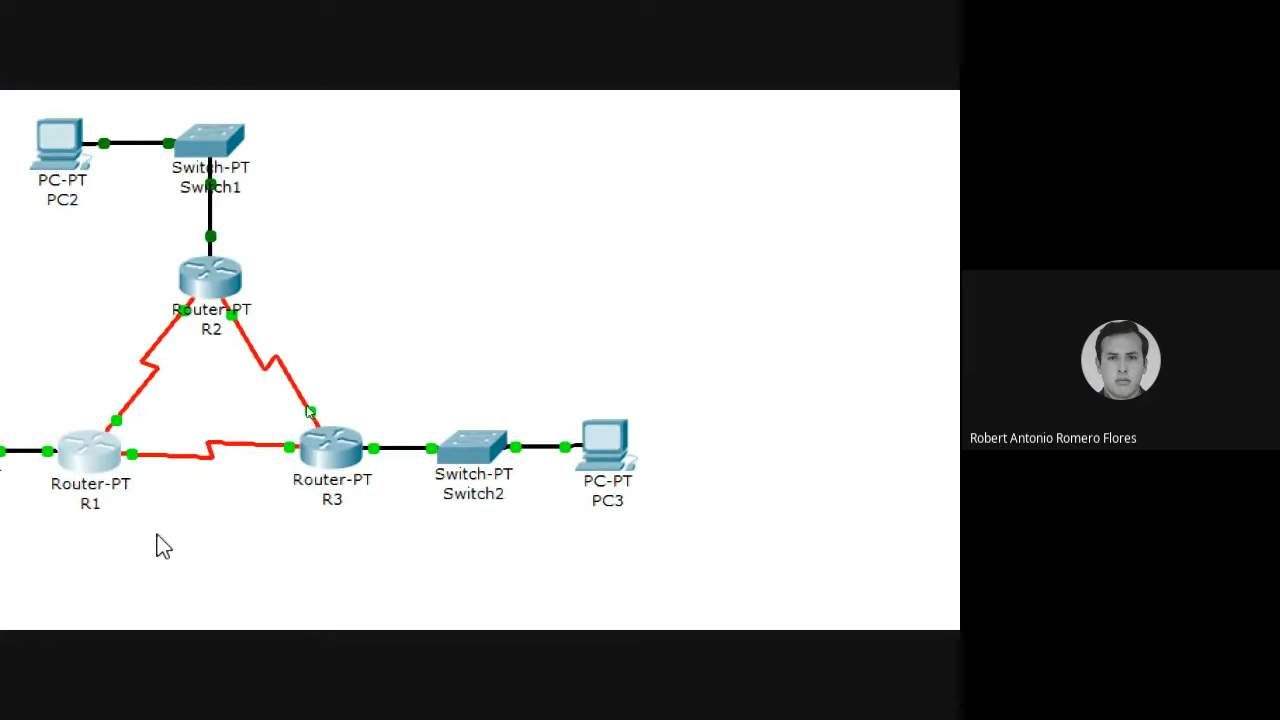 PC-PT
PC2
Switch-PT
Switch1
Router-PT
R2
Router-PT
R1
Router-PT
R3
Switch-PT
Switch2
PC-PT
PC3
Robert Antonio Romero Flores